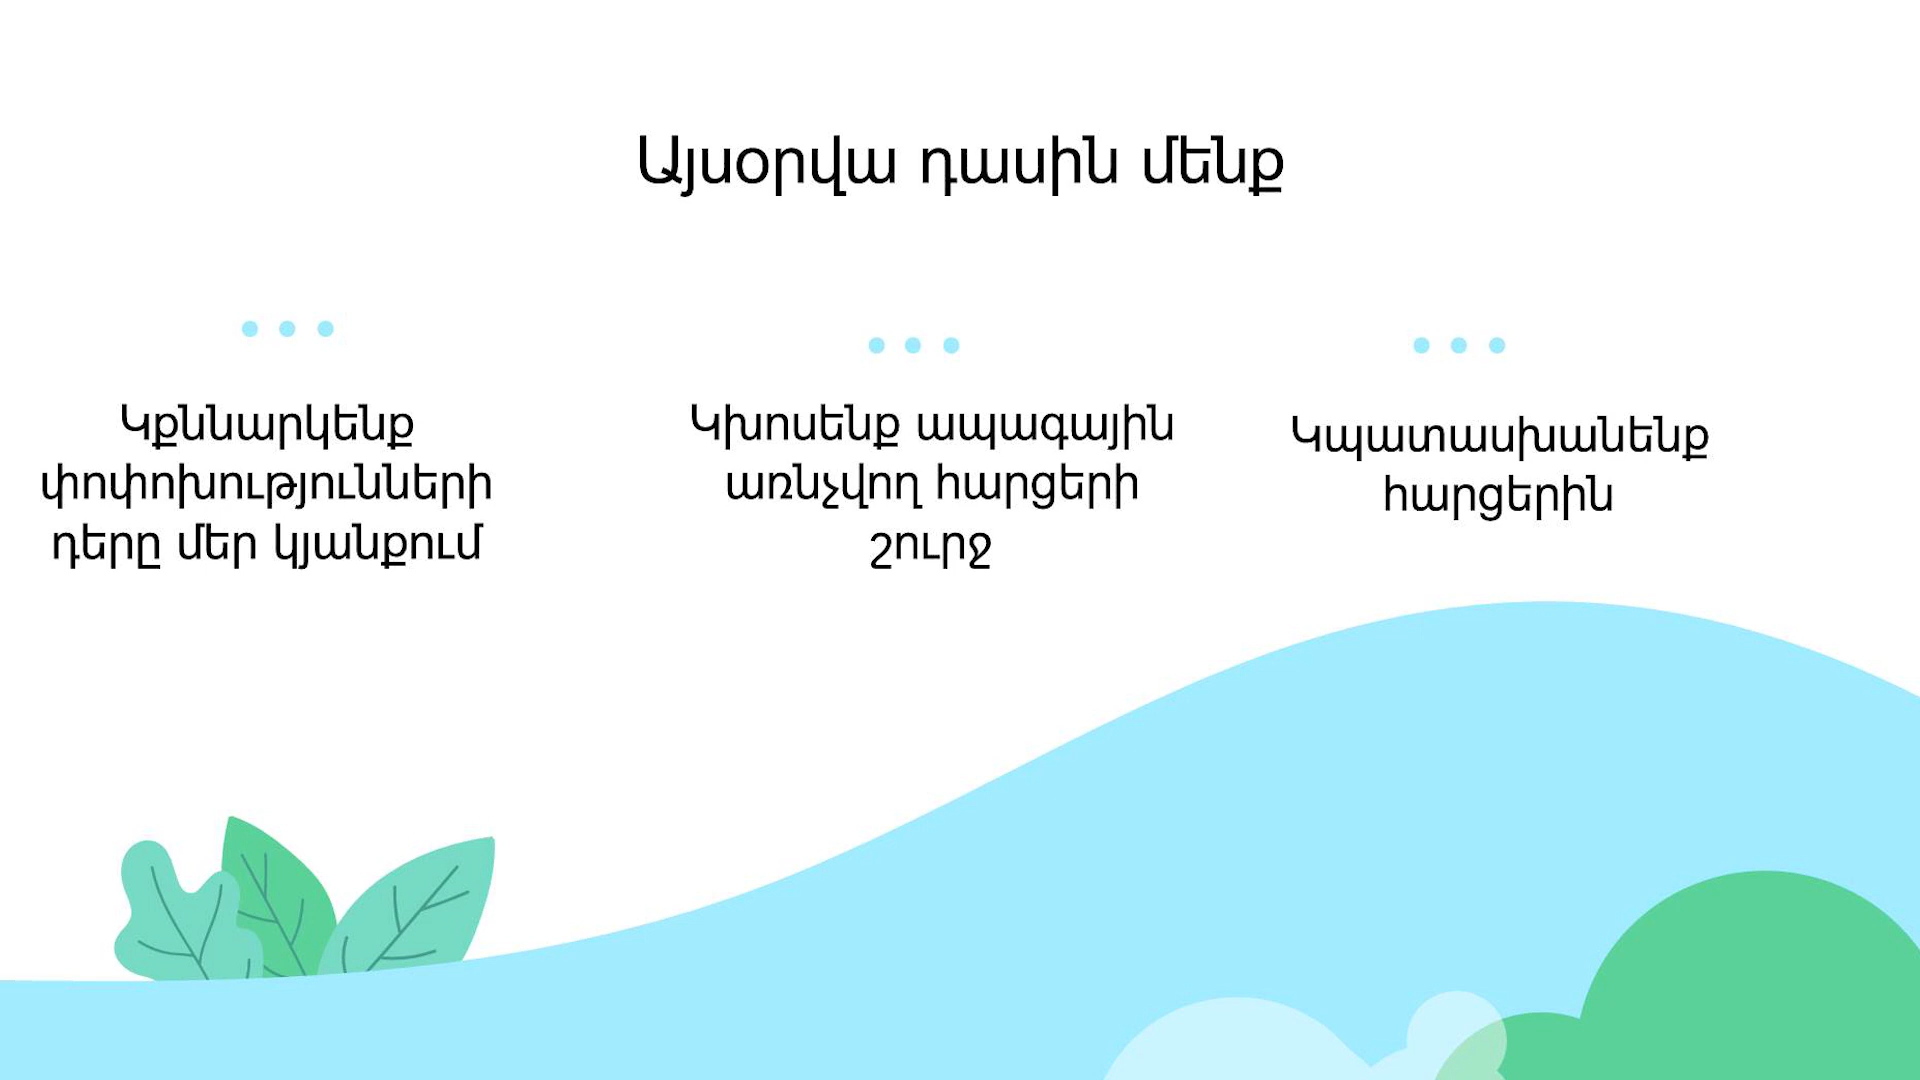 Այսօրվա դասին մենք
Կքննարկենք
փոփոխությունների
դերը մեր կյանքում
Կխոսենք ապագային
առնչվող հարցերի
շուրջ
Կպատասխանենք
հարցերին